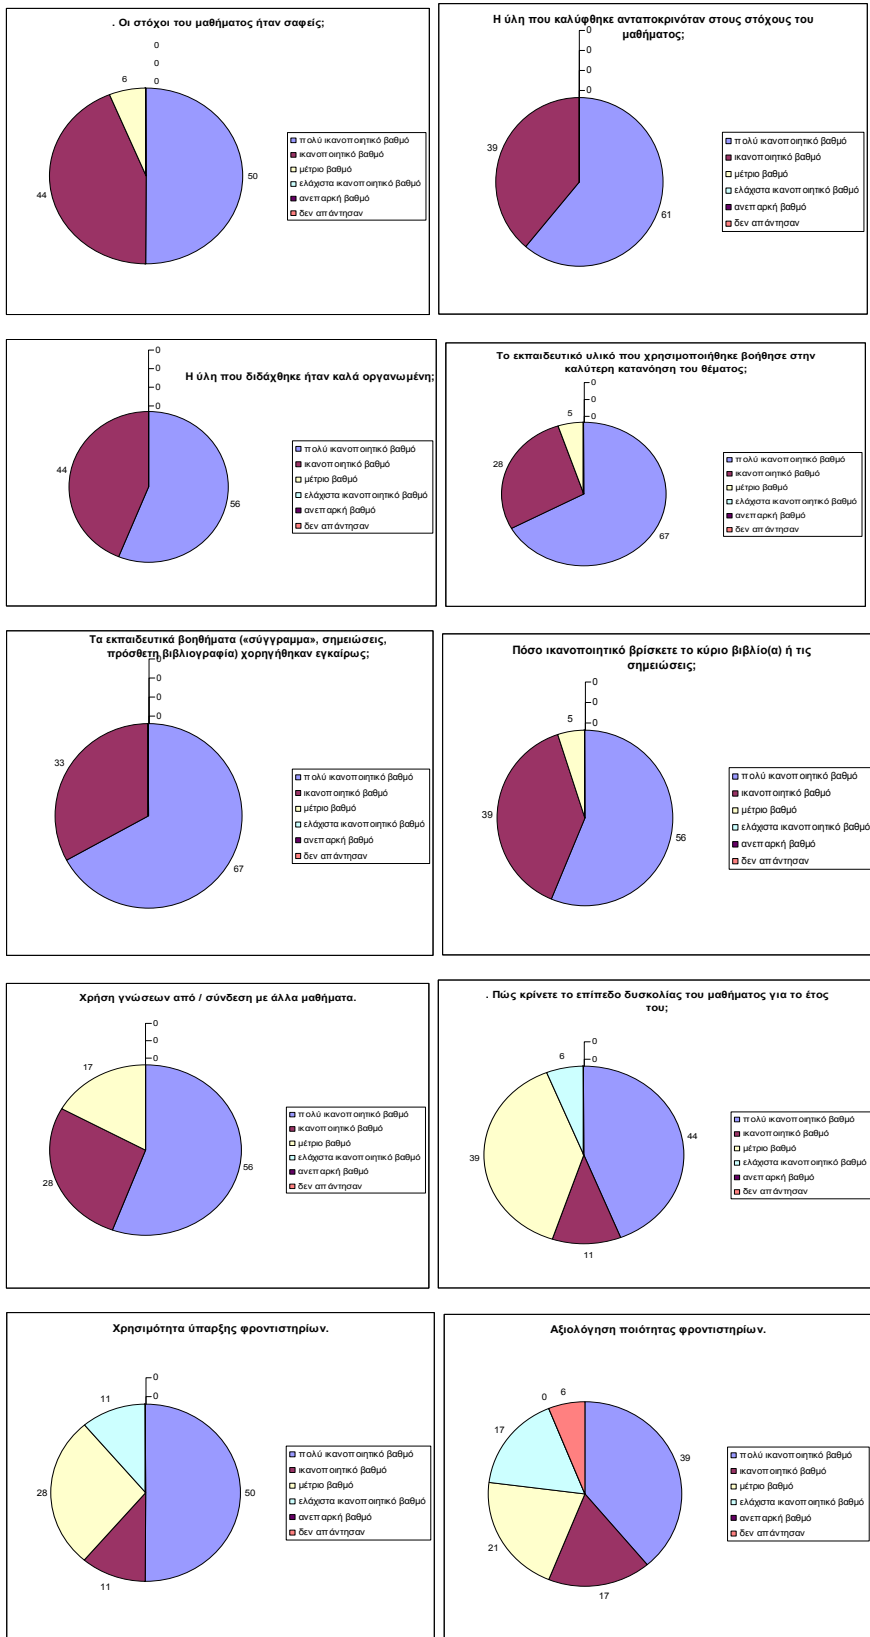 . Οι στόχοι του μαθήματος ήταν σαφείς;
0
0
0
6
44
50
πολύ ικανοποιητικό βαθμό
ικανοποιητικό βαθμό
μέτριο βαθμό
ελάχιστα ικανοποιητικό βαθμό
ανεπαρκή βαθμό
δεν απάντησαν
Η ύλη που καλύφθηκε ανταποκρινόταν στους στόχους του
μαθήματος;
0
0
0
0
39
61
πολύ ικανοποιητικό βαθμό
ικανοποιητικό βαθμό
μέτριο βαθμό
ελάχιστα ικανοποιητικό βαθμό
ανεπαρκή βαθμό
δεν απάντησαν
Η ύλη που διδάχθηκε ήταν καλά οργανωμένη;
0
0
0
0
44
56
πολύ ικανοποιητικό βαθμό
ικανοποιητικό βαθμό
μέτριο βαθμό
ελάχιστα ικανοποιητικό βαθμό
ανεπαρκή βαθμό
δεν απάντησαν
Το εκπαιδευτικό υλικό που χρησιμοποιήθηκε βοήθησε στην
καλύτερη κατανόηση του θέματος;
0
0
0
5
28
67
πολύ ικανοποιητικό βαθμό
ικανοποιητικό βαθμό
μέτριο βαθμό
ελάχιστα ικανοποιητικό βαθμό
ανεπαρκή βαθμό
δεν απάντησαν
Τα εκπαιδευτικά βοηθήματα («σύγγραμμα», σημειώσεις,
πρόσθετη βιβλιογραφία) χορηγήθηκαν εγκαίρως;
0
0
0
0
33
67
πολύ ικανοποιητικό βαθμό
ικανοποιητικό βαθμό
μέτριο βαθμό
ελάχιστα ικανοποιητικό βαθμό
ανεπαρκή βαθμό
δεν απάντησαν
Πόσο ικανοποιητικό βρίσκετε το κύριο βιβλίο(α) ή τις
σημειώσεις;
0
0
0
5
39
56
πολύ ικανοποιητικό βαθμό
ικανοποιητικό βαθμό
μέτριο βαθμό
ελάχιστα ικανοποιητικό βαθμό
ανεπαρκή βαθμό
δεν απάντησαν
Χρήση γνώσεων από / σύνδεση με άλλα μαθήματα.
0
0
0
17
28
56
πολύ ικανοποιητικό βαθμό
ικανοποιητικό βαθμό
μέτριο βαθμό
ελάχιστα ικανοποιητικό βαθμό
ανεπαρκή βαθμό
δεν απάντησαν
. Πώς κρίνετε το επίπεδο δυσκολίας του μαθήματος για το έτος
του;
0
0
6
39
44
11
πολύ ικανοποιητικό βαθμό
ικανοποιητικό βαθμό
μέτριο βαθμό
ελάχιστα ικανοποιητικό βαθμό
ανεπαρκή βαθμό
δεν απάντησαν
Χρησιμότητα ύπαρξης φροντιστηρίων.
0
0
11
28
50
11
πολύ ικανοποιητικό βαθμό
ικανοποιητικό βαθμό
μέτριο βαθμό
ελάχιστα ικανοποιητικό βαθμό
ανεπαρκή βαθμό
δεν απάντησαν
Αξιολόγηση ποιότητας φροντιστηρίων.
0
6
17
39
21
17
πολύ ικανοποιητικό βαθμό
ικανοποιητικό βαθμό
μέτριο βαθμό
ελάχιστα ικανοποιητικό βαθμό
ανεπαρκή βαθμό
δεν απάντησαν